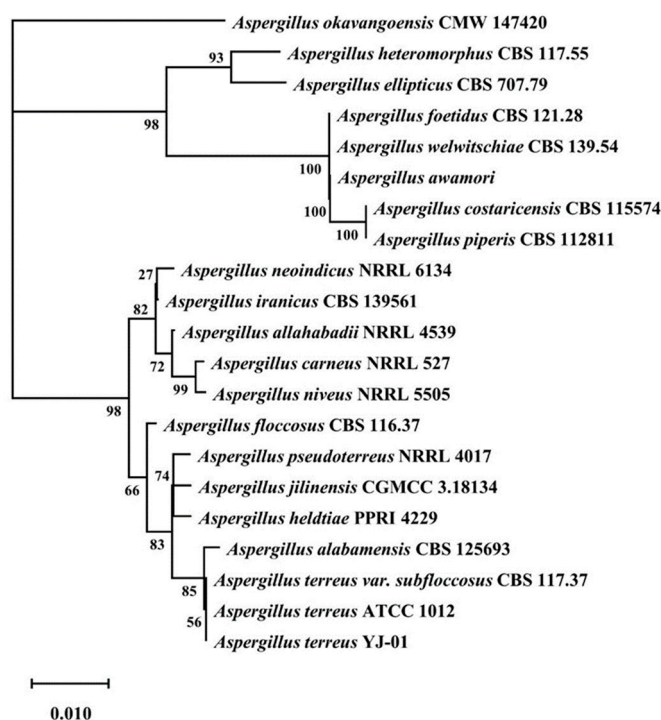 Aspergillus okavangoensis CMW 147420
Aspergillus heteromorphus CBS 117.55
93
Aspergillus ellipticus CBS 707.79
Aspergillus foetidus CBS 121.28
98
Aspergillus welwitschiae CBS 139.54
100
Aspergillus awamori
Aspergillus costaricensis CBS 115574
100
100
Aspergillus piperis CBS 112811
Aspergillus neoindicus NRRL 6134
27
Aspergillus iranicus CBS 139561
82
Aspergillus allahabadii NRRL 4539
Aspergillus carneus NRRL 527
72
99
Aspergillus niveus NRRL 5505
98
Aspergillus floccosus CBS 116.37
Aspergillus pseudoterreus NRRL 4017
74
Aspergillus jilinensis CGMCC 3.18134
66
Aspergillus heldtiae PPRI 4229
83
Aspergillus alabamensis CBS 125693
Aspergillus terreus var. subfloccosus CBS 117.37
85
Aspergillus terreus ATCC 1012
56
Aspergillus terreus YJ-01
0.010